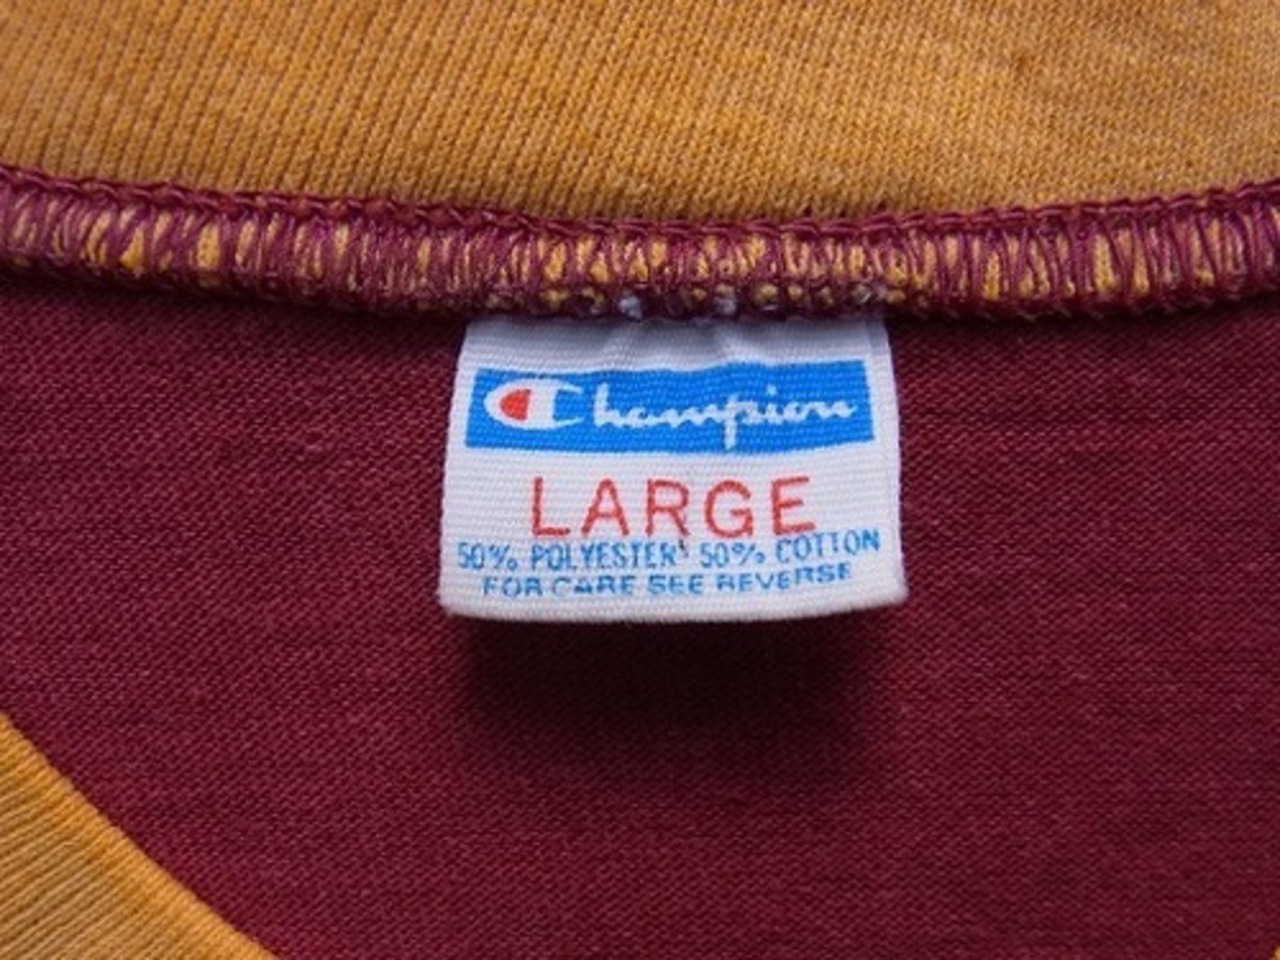 Champion
LARGE
50% POLYESTER 50% COTTON
FOR CARE SEE REVERSE